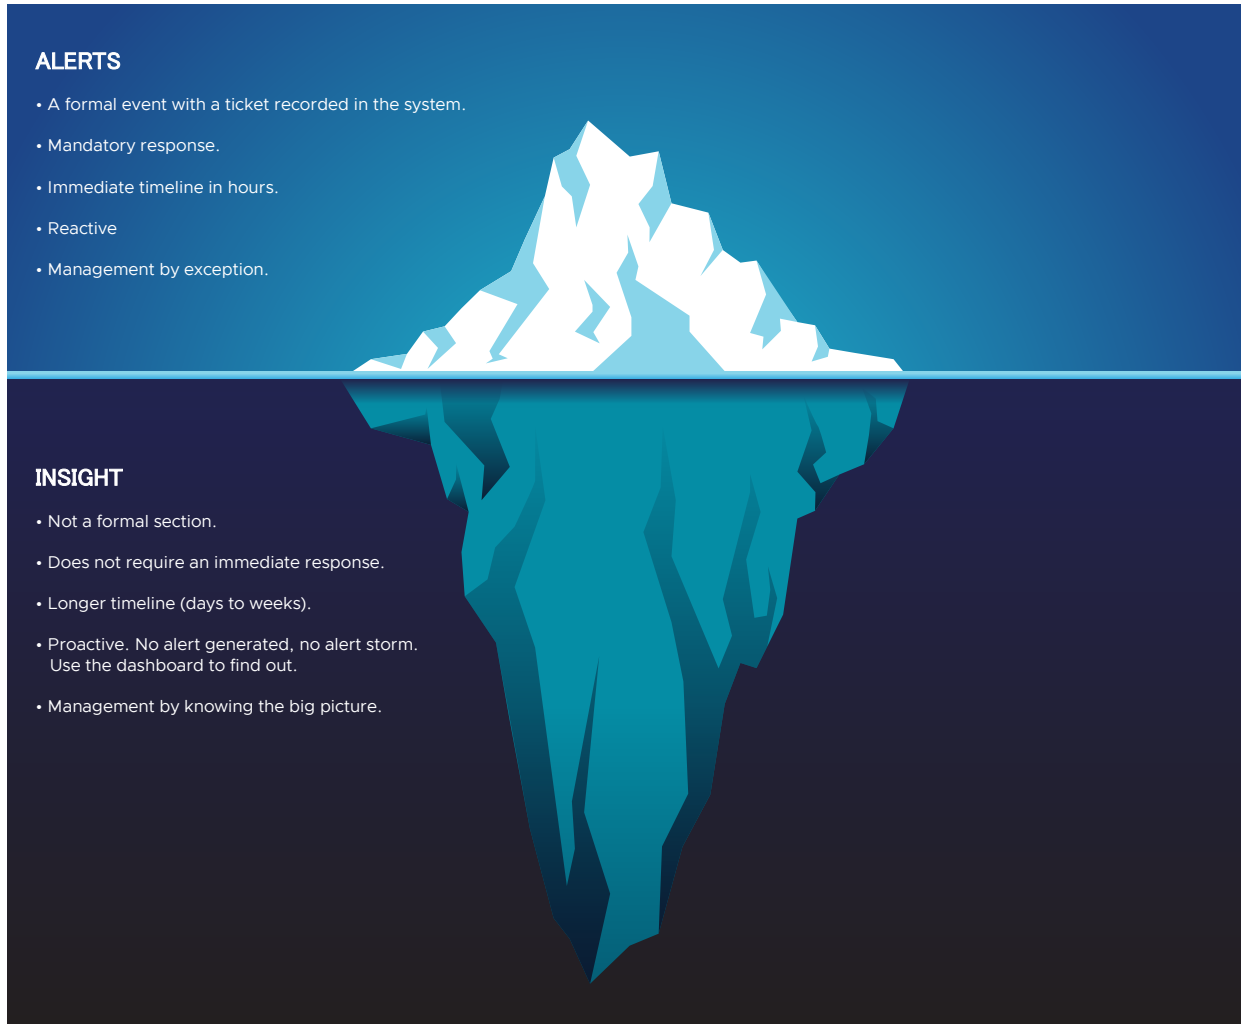 ALERTS
• A formal event with a ticket recorded in the system.
• Mandatory response.
• Immediate timeline in hours.
• Reactive
• Management by exception.
INSIGHT
• Not a formal section.
• Does not require an immediate response.
• Longer timeline (days to weeks).
• Proactive. No alert generated, no alert storm.
Use the dashboard to find out.
• Management by knowing the big picture.